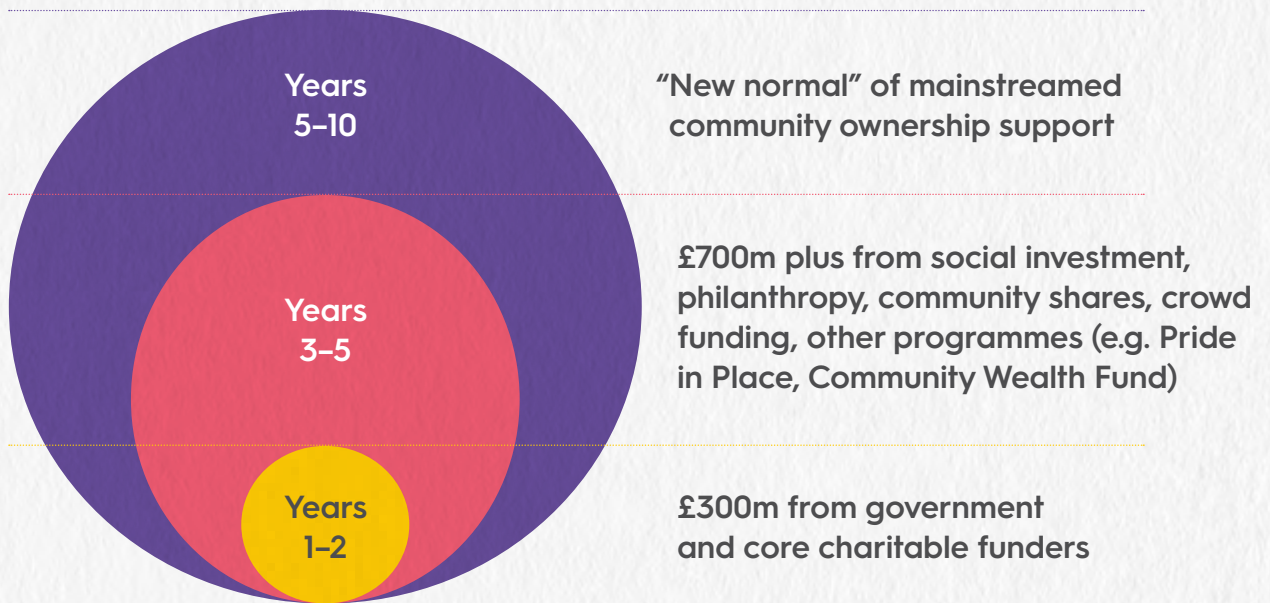 Years
5–10
“New normal” of mainstreamed
community ownership support
Years
3–5
£700m plus from social investment,
philanthropy, community shares, crowd
funding, other programmes (e.g. Pride
in Place, Community Wealth Fund)
Years
1–2
£300m from government
and core charitable funders